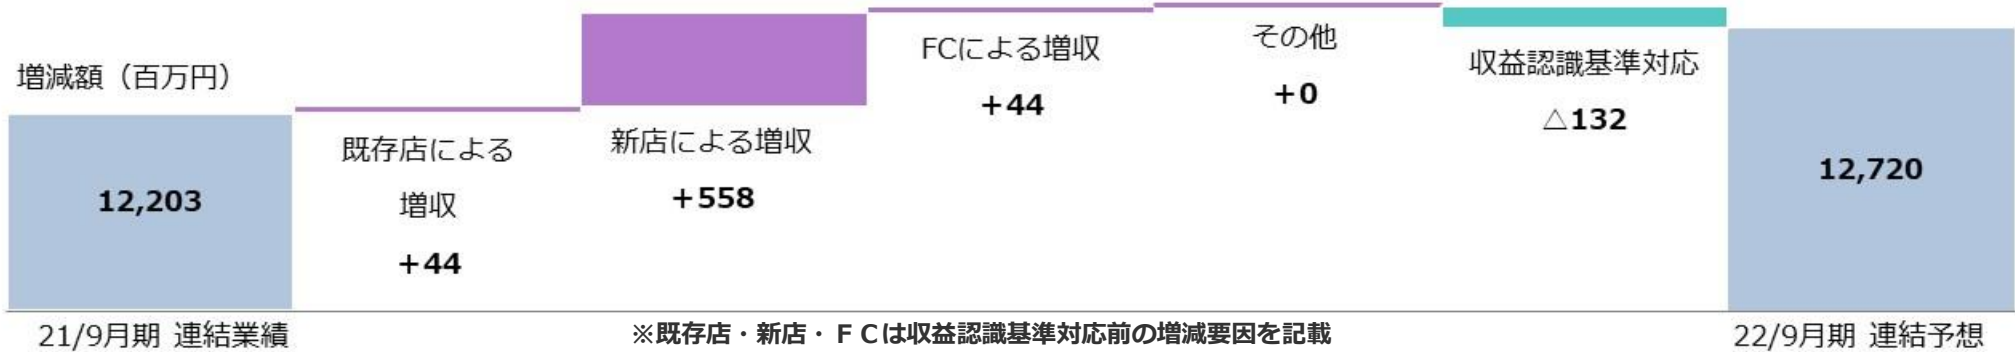 増減額（百万円）
12,203
既存店による
増収
+44
新店による増収
+558
FCによる増収
+44
その他
+0
収益認識基準対応
△132
12,720
21/9月期 連結業績
※既存店・新店・ＦＣは収益認識基準対応前の増減要因を記載
22/9月期 連結予想